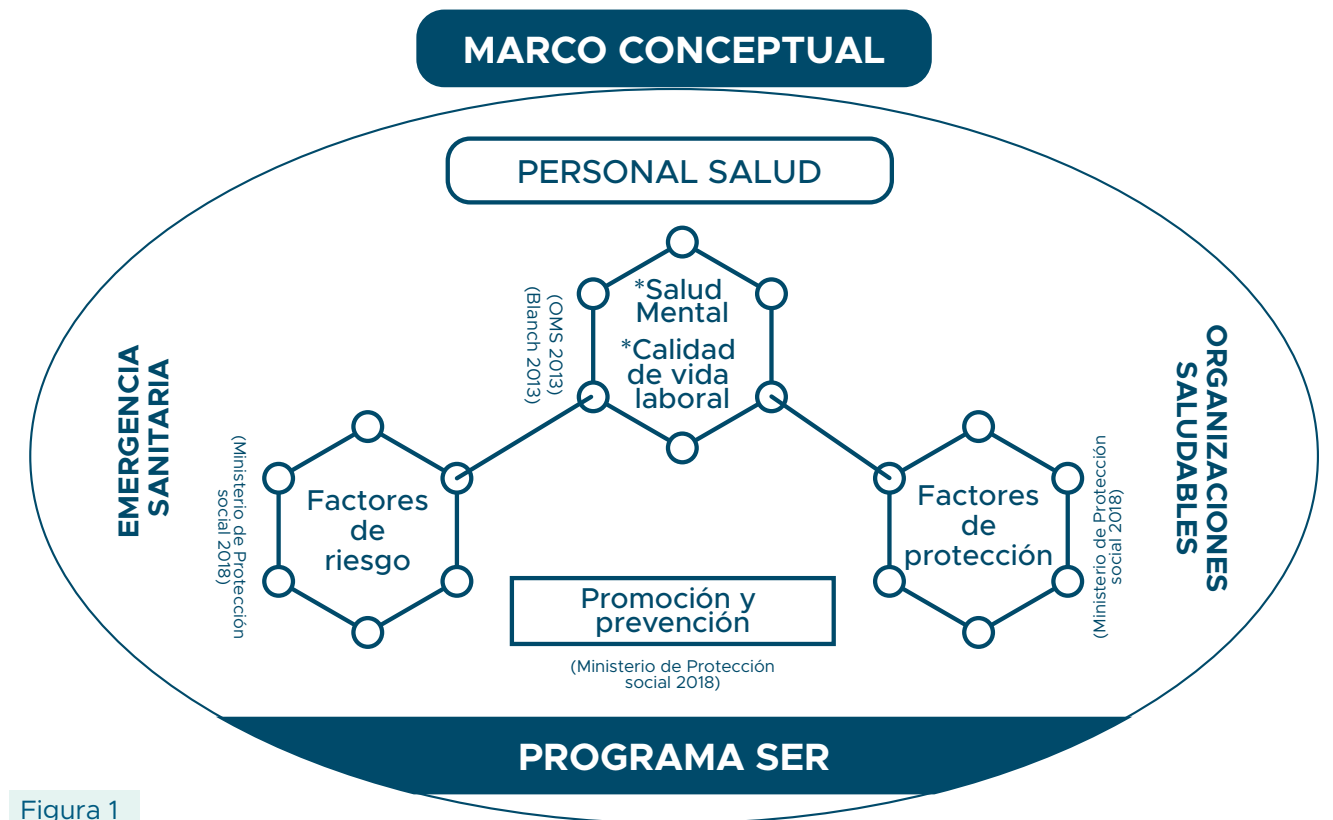 MARCO CONCEPTUAL
PERSONAL SALUD
*Salud
Mental
*Calidad
de vida
laboral
(OMS 2013)
(Blanch 2013)
EMERGENCIA
SANITARIA
(Ministerio de Protección
social 2018)
Factores
de
riesgo
Factores
de
protección
(Ministerio de Protección
social 2018)
ORGANIZACIONES
SALUDABLES
Promoción y
prevención
(Ministerio de Protección
social 2018)
PROGRAMA SER
Figura 1